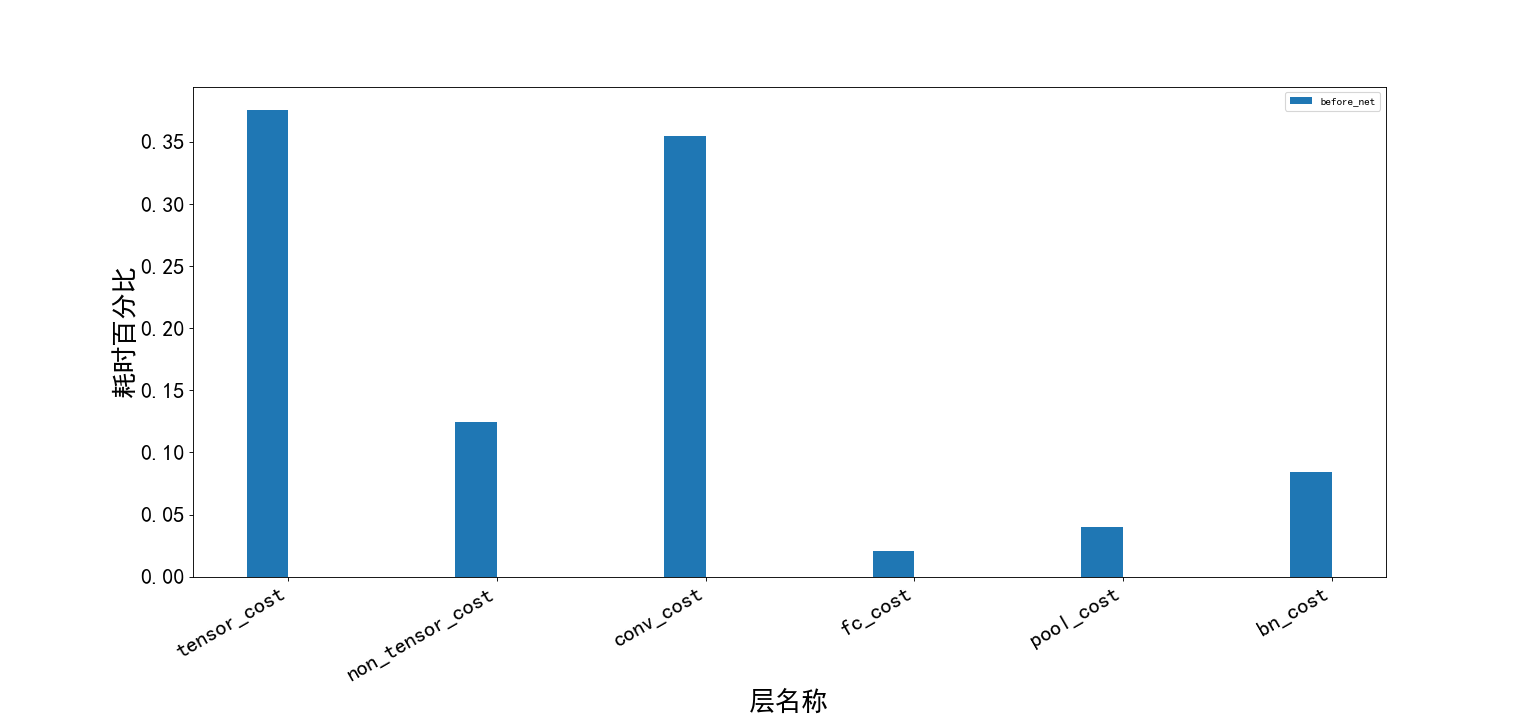 before_net
0.35
0.30
0.25
0.20
0.15
0.10
0.05
0.00
耗时百分比
tensor_cost
non_tensor_cost
conv_cost
fc_cost
pool_cost
bn_cost
层名称